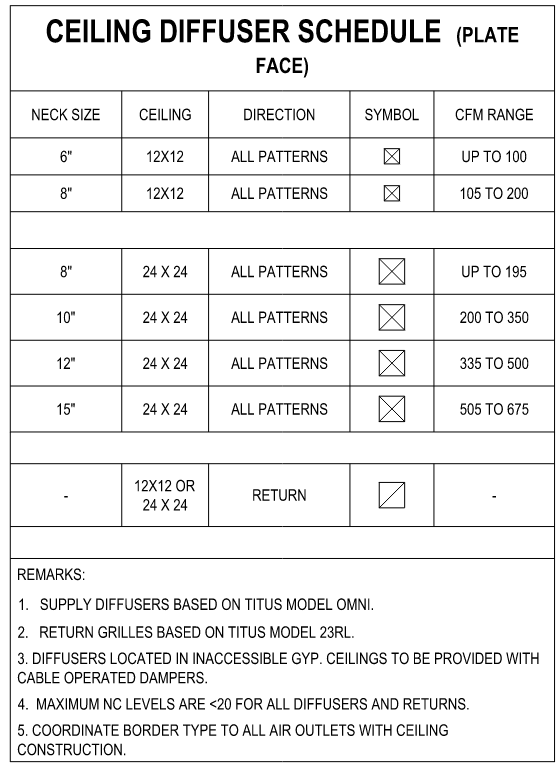 CEILING DIFFUSER SCHEDULE (PLATE
FACE)
NECK SIZE CEILING DIRECTION SYMBOL CFM RANGE
6" 12X12 ALL PATTERNS UP TO 100
8" 12X12 ALL PATTERNS 105 TO 200
8" 24 X 24 ALL PATTERNS UP TO 195
10" 24 X 24 ALL PATTERNS 200 TO 350
12" 24 X 24 ALL PATTERNS 335 TO 500
15" 24 X 24 ALL PATTERNS 505 TO 675
- 12X12 OR
24 X 24 RETURN -
REMARKS:
1. SUPPLY DIFFUSERS BASED ON TITUS MODEL OMNI.
2. RETURN GRILLES BASED ON TITUS MODEL 23RL.
3. DIFFUSERS LOCATED IN INACCESSIBLE GYP. CEILINGS TO BE PROVIDED WITH
CABLE OPERATED DAMPERS.
4. MAXIMUM NC LEVELS ARE <20 FOR ALL DIFFUSERS AND RETURNS.
5. COORDINATE BORDER TYPE TO ALL AIR OUTLETS WITH CEILING
CONSTRUCTION.